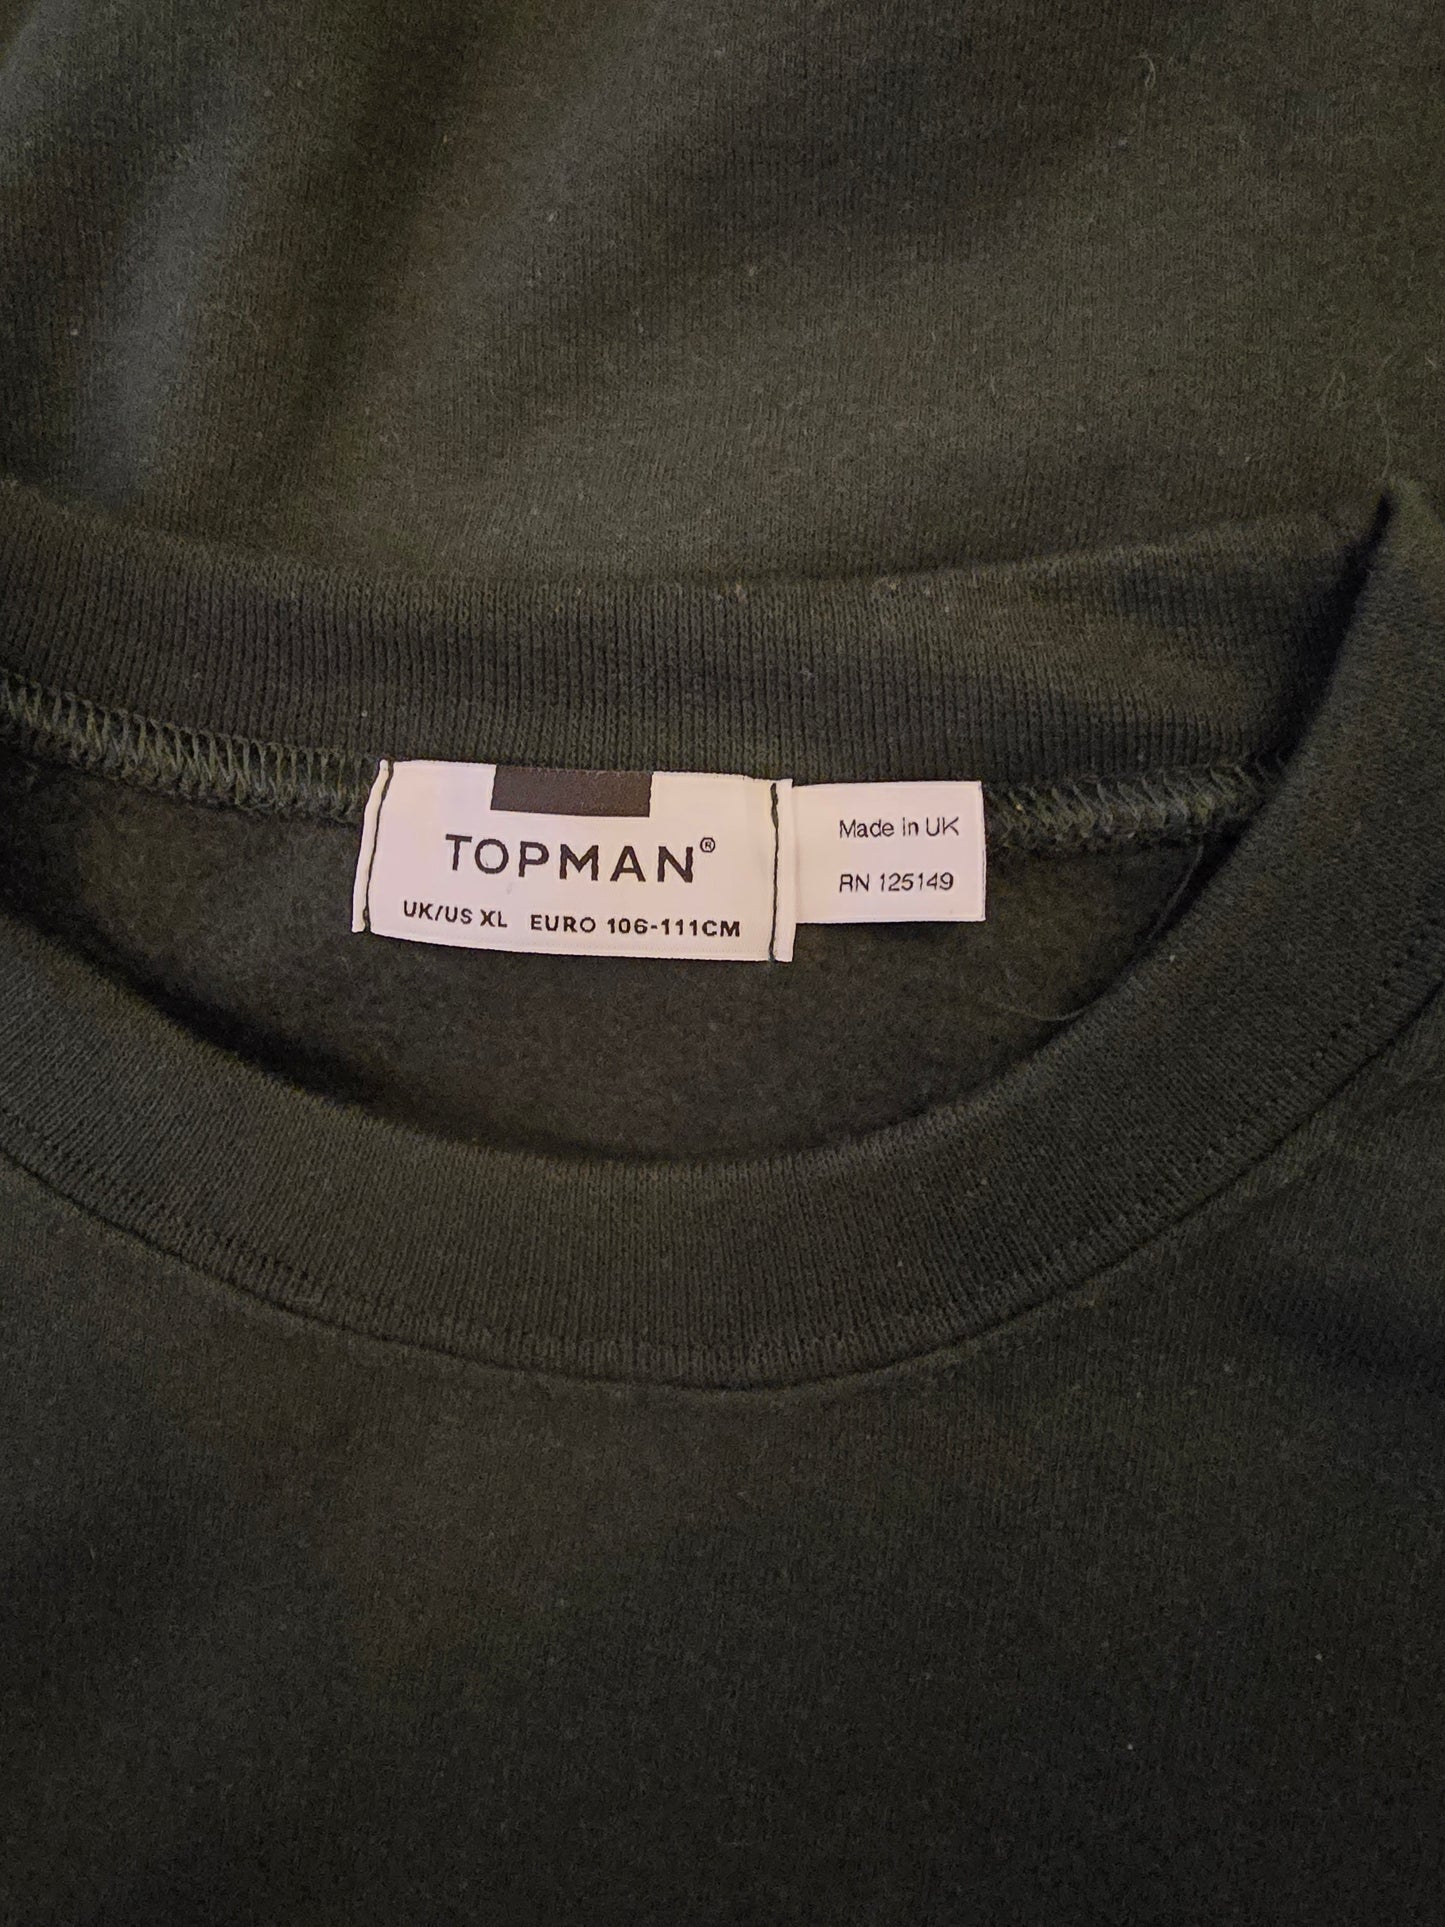 TOPMAN®
UK/US XL EURO 106-111CM
Made in UK
RN 125149